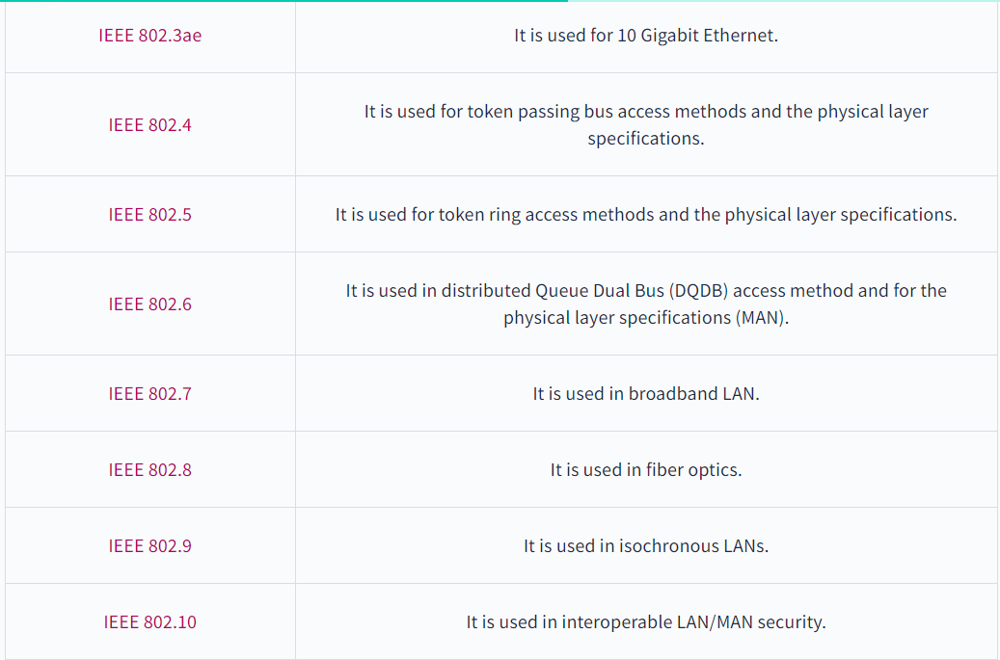 IEEE 802.3ae
It is used for 10 Gigabit Ethernet.
IEEE 802.4
It is used for token passing bus access methods and the physical layer
specifications.
IEEE 802.5
It is used for token ring access methods and the physical layer specifications.
IEEE 802.6
It is used in distributed Queue Dual Bus (DQDB) access method and for the
physical layer specifications (MAN).
IEEE 802.7
It is used in broadband LAN.
IEEE 802.8
It is used in fiber optics.
IEEE 802.9
It is used in isochronous LANs.
IEEE 802.10
It is used in interoperable LAN/MAN security.